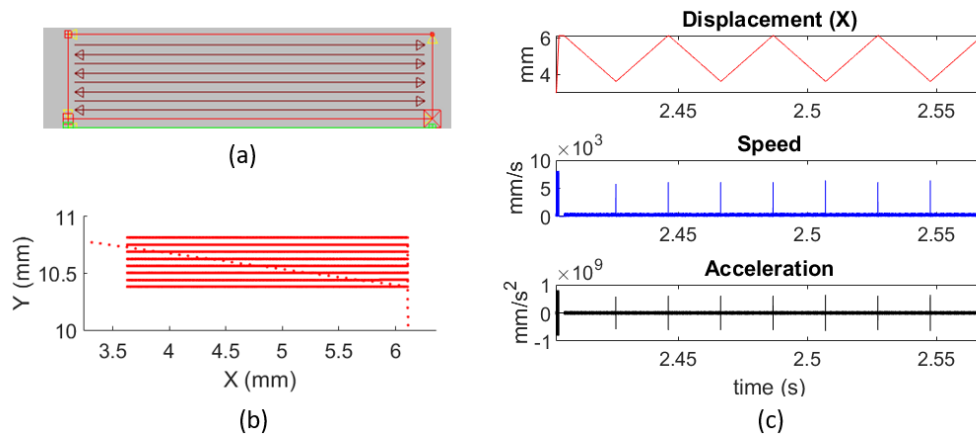 (a)
11
10.5
10
Y (mm)
3.5 4 4.5 5 5.5 6
X (mm)
(b)
Displacement (X)
6
4
mm
2.45 2.5 2.55
Speed
×10³
10
5
0
mm/s
2.45 2.5 2.55
Acceleration
×10⁹
1
0
-1
mm/s²
2.45 2.5 2.55
time (s)
(c)